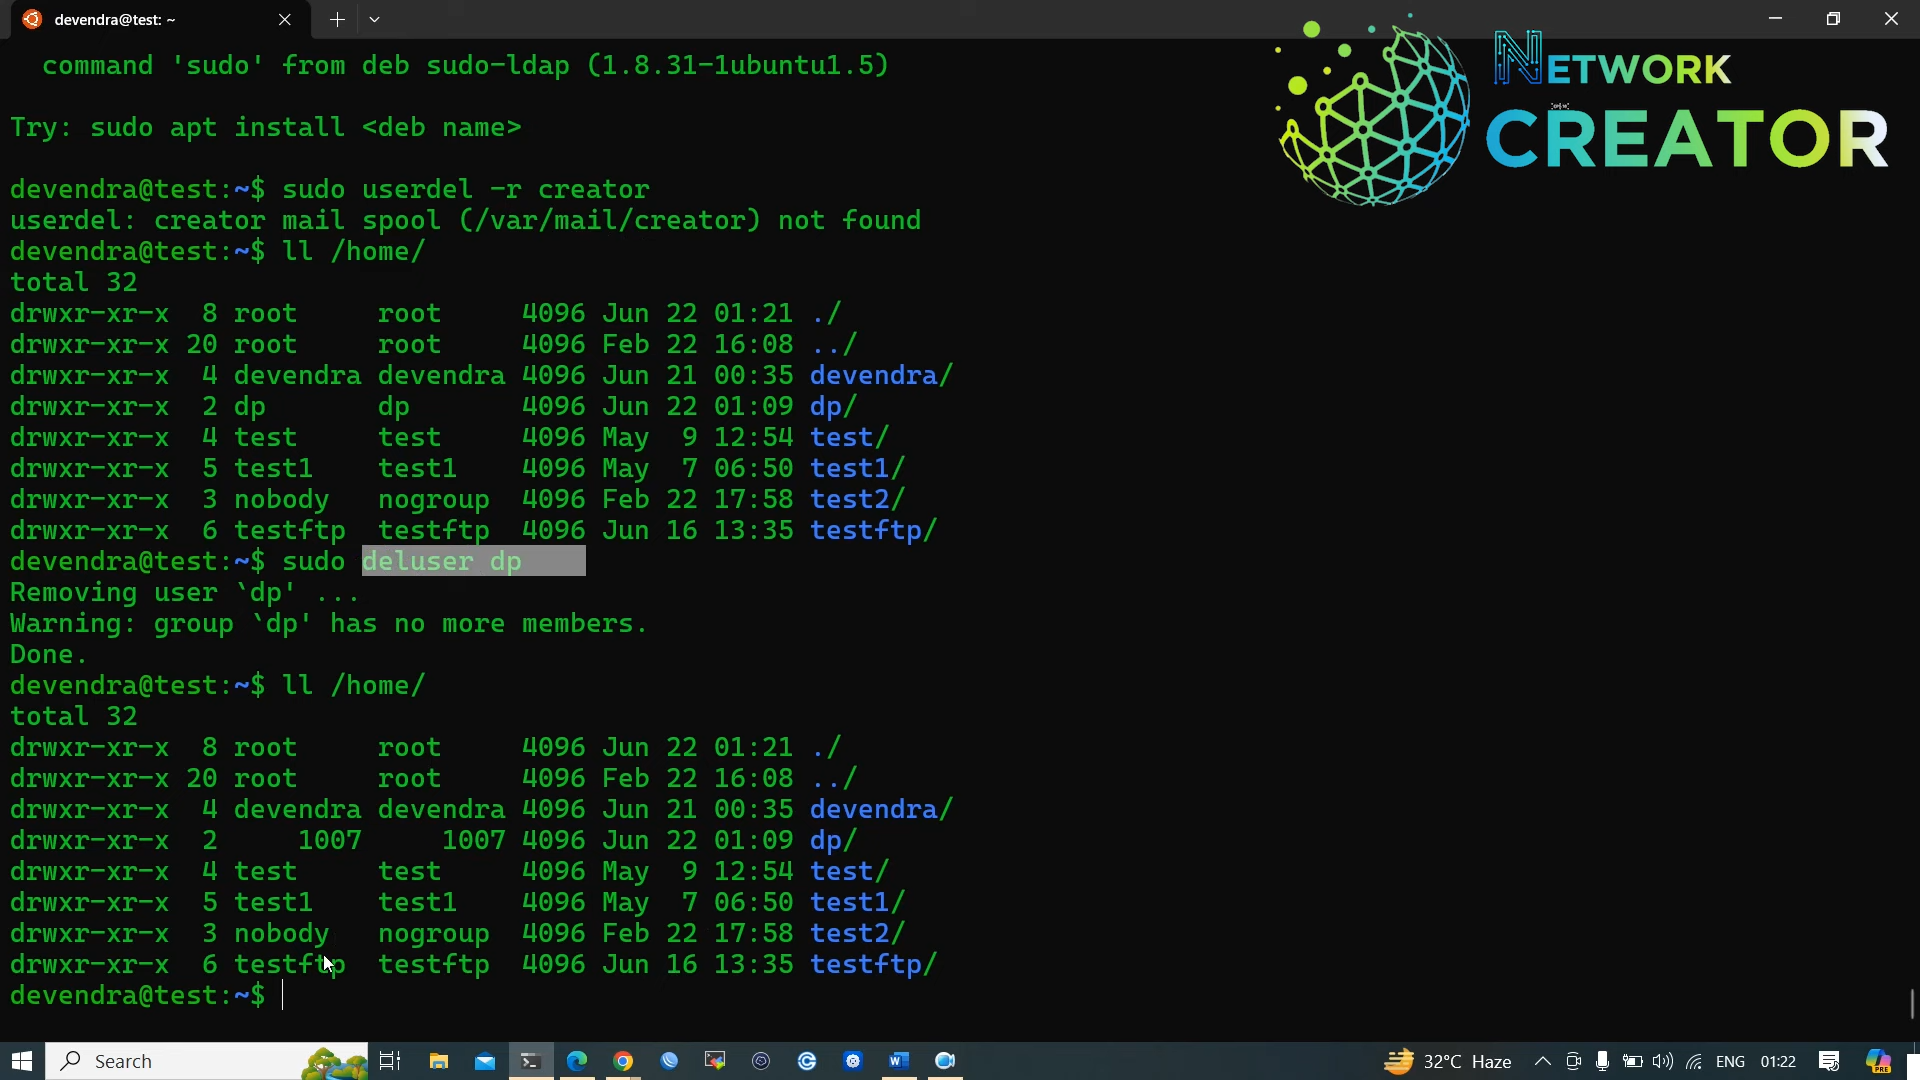 devendra@test: ~
NETWORK
CREATOR
command 'sudo' from deb sudo-ldap (1.8.31-1ubuntu1.5)
Try: sudo apt install <deb name>
devendra@test:~$ sudo userdel -r creator
userdel: creator mail spool (/var/mail/creator) not found
devendra@test:~$ ll /home/
total 32
drwxr-xr-x  8 root     root     4096 Jun 22 01:21 ./
drwxr-xr-x 20 root     root     4096 Feb 22 16:08 ../
drwxr-xr-x  4 devendra devendra 4096 Jun 21 00:35 devendra/
drwxr-xr-x  2 dp       dp       4096 Jun 22 01:09 dp/
drwxr-xr-x  4 test     test     4096 May  9 12:54 test/
drwxr-xr-x  5 test1    test1    4096 May  7 06:50 test1/
drwxr-xr-x  3 nobody   nogroup  4096 Feb 22 17:58 test2/
drwxr-xr-x  6 testftp  testftp  4096 Jun 16 13:35 testftp/
devendra@test:~$ sudo deluser dp
Removing user `dp' ...
Warning: group `dp' has no more members.
Done.
devendra@test:~$ ll /home/
total 32
drwxr-xr-x  8 root     root     4096 Jun 22 01:21 ./
drwxr-xr-x 20 root     root     4096 Feb 22 16:08 ../
drwxr-xr-x  4 devendra devendra 4096 Jun 21 00:35 devendra/
drwxr-xr-x  2     1007     1007 4096 Jun 22 01:09 dp/
drwxr-xr-x  4 test     test     4096 May  9 12:54 test/
drwxr-xr-x  5 test1    test1    4096 May  7 06:50 test1/
drwxr-xr-x  3 nobody   nogroup  4096 Feb 22 17:58 test2/
drwxr-xr-x  6 testftp  testftp  4096 Jun 16 13:35 testftp/
devendra@test:~$
Search
32°C Haze
ENG
01:22
PRE